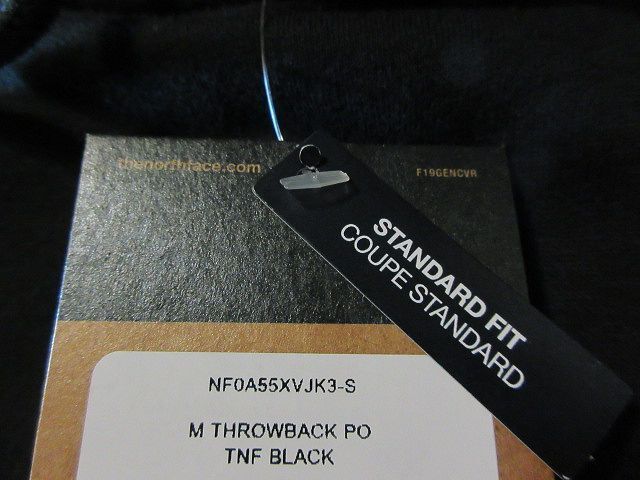 thenorthface.com
F19GENCVR
STANDARD FIT
COUPE STANDARD
NF0A55XVJK3-S
M THROWBACK PO
TNF BLACK